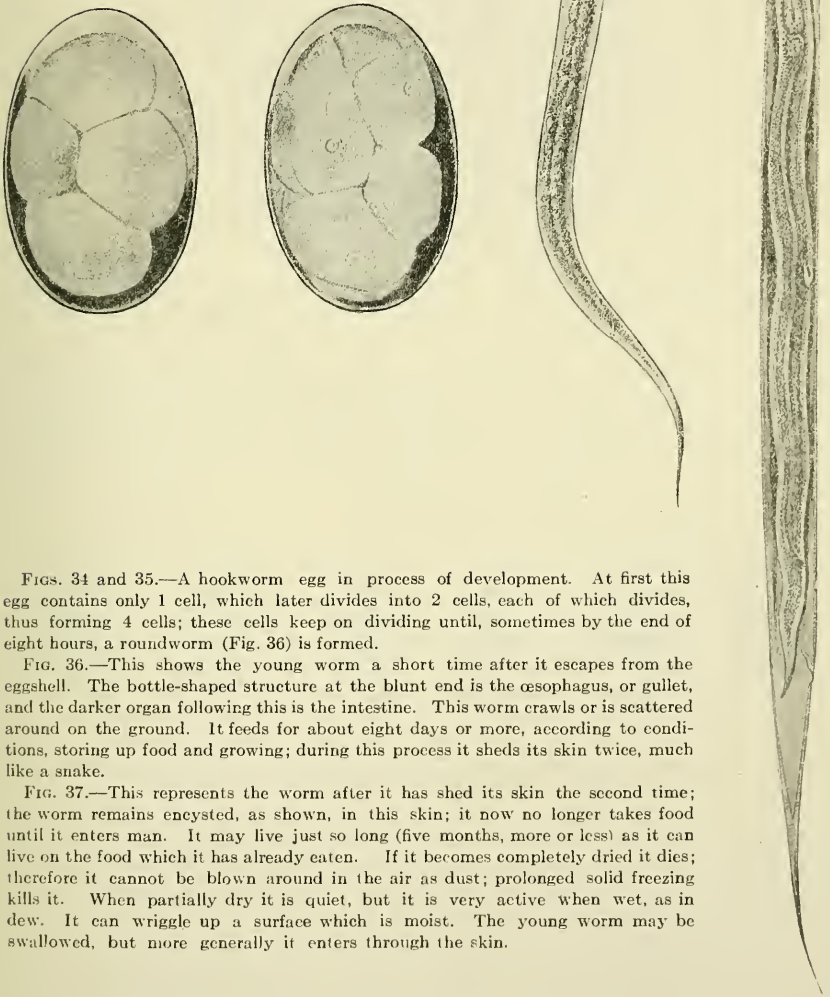 FIGS. 34 and 35.—A hookworm egg in process of development. At first this
egg contains only 1 cell, which later divides into 2 cells, each of which divides,
thus forming 4 cells; these cells keep on dividing until, sometimes by the end of
eight hours, a roundworm (Fig. 36) is formed.
FIG. 36.—This shows the young worm a short time after it escapes from the
eggshell. The bottle-shaped structure at the blunt end is the œsophagus, or gullet,
and the darker organ following this is the intestine. This worm crawls or is scattered
around on the ground. It feeds for about eight days or more, according to condi-
tions, storing up food and growing; during this process it sheds its skin twice, much
like a snake.
FIG. 37.—This represents the worm after it has shed its skin the second time;
the worm remains encysted, as shown, in this skin; it now no longer takes food
until it enters man. It may live just so long (five months, more or less) as it can
live on the food which it has already eaten. If it becomes completely dried it dies;
therefore it cannot be blown around in the air as dust; prolonged solid freezing
kills it. When partially dry it is quiet, but it is very active when wet, as in
dew. It can wriggle up a surface which is moist. The young worm may be
swallowed, but more generally it enters through the skin.